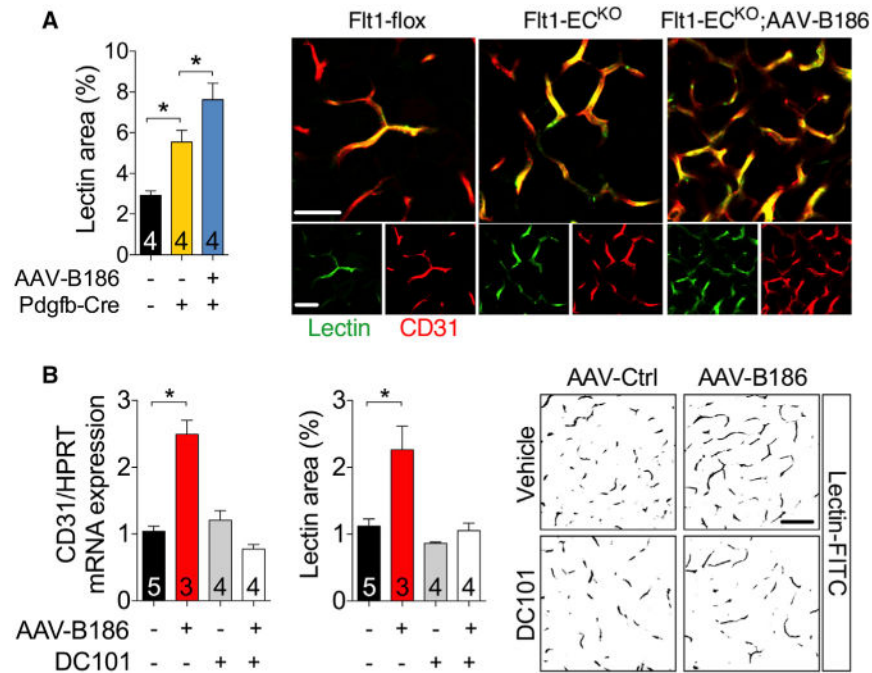 A
Flt1-flox
Flt1-EC^KO
Flt1-EC^KO;AAV-B186
Lectin area (%)
10
8
6
4
2
0
* *
4 4 4
AAV-B186 - - +
Pdgfb-Cre - + +
Lectin CD31
B
CD31/HPRT
mRNA expression
3
2
1
0
*
5 3 4 4
AAV-B186 - + - +
DC101 - - + +
Lectin area (%)
3
2
1
0
*
5 3 4 4
- + - +
- - + +
AAV-Ctrl AAV-B186
Vehicle
DC101
Lectin-FITC